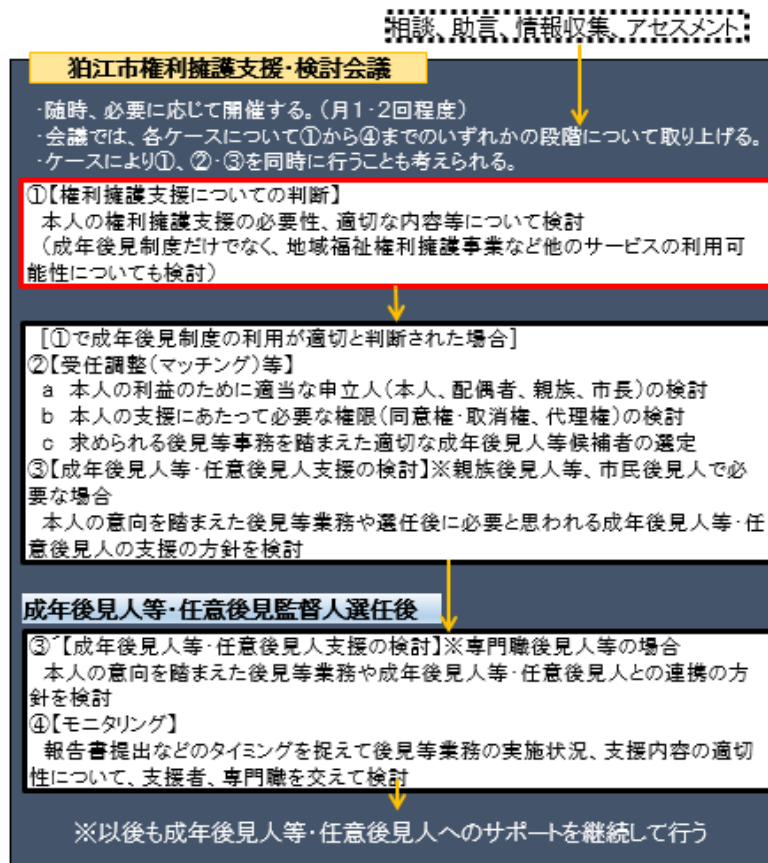 相談、助言、情報収集、アセスメント
狛江市権利擁護支援・検討会議
・随時、必要に応じて開催する。（月1・2回程度）
・会議では、各ケースについて①から④までのいずれかの段階について取り上げる。
・ケースにより①、②・③を同時に行うことも考えられる。
①【権利擁護支援についての判断】
本人の権利擁護支援の必要性、適切な内容等について検討
（成年後見制度だけでなく、地域福祉権利擁護事業など他のサービスの利用可
能性についても検討）
［①で成年後見制度の利用が適切と判断された場合］
②【受任調整（マッチング）等】
a 本人の利益のために適当な申立人（本人、配偶者、親族、市長）の検討
b 本人の支援にあたって必要な権限（同意権・取消権、代理権）の検討
c 求められる後見等事務を踏まえた適切な成年後見人等候補者の選定
③【成年後見人等・任意後見人支援の検討】※親族後見人等、市民後見人で必
要な場合
本人の意向を踏まえた後見等業務や選任後に必要と思われる成年後見人等・任
意後見人の支援の方針を検討
成年後見人等・任意後見監督人選任後
③´【成年後見人等・任意後見人支援の検討】※専門職後見人等の場合
本人の意向を踏まえた後見等業務や成年後見人等・任意後見人との連携の方
針を検討
④【モニタリング】
報告書提出などのタイミングを捉えて後見等業務の実施状況、支援内容の適切
性について、支援者、専門職を交えて検討
※以後も成年後見人等・任意後見人へのサポートを継続して行う